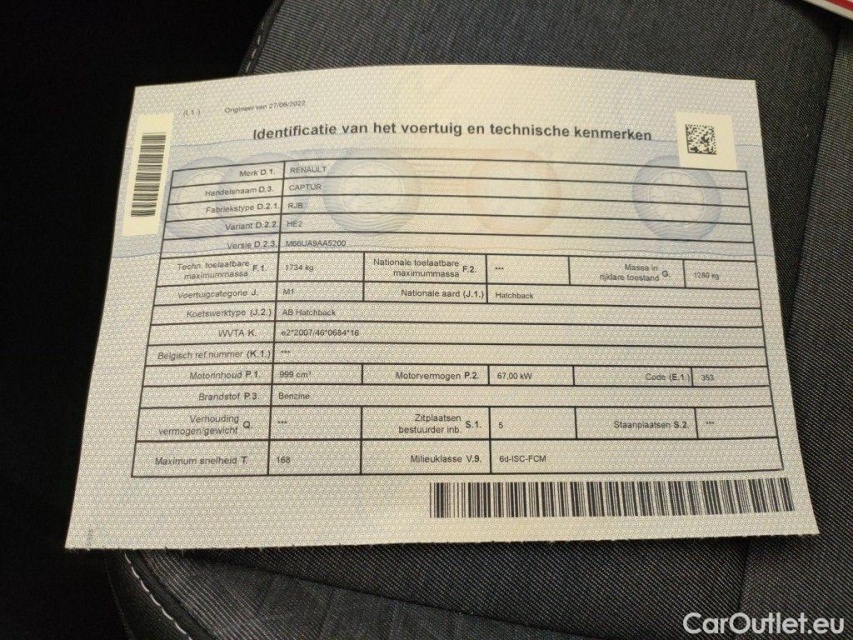 (I.1.) Origineel van 27/06/2022
Identificatie van het voertuig en technische kenmerken
Merk D.1. RENAULT
Handelsnaam D.3. CAPTUR
Fabriekstype D.2.1. RJB
Variant D.2.2. HE2
Versie D.2.3. M66UA9AA5200
Techn. toelaatbare maximummassa F.1. 1734 kg Nationale toelaatbare maximummassa F.2. *** Massa in rijdare toestand G. 1280 kg
Voertuigcategorie J. M1 Nationale aard (J.1.) Hatchback
Koetswerktype (J.2.) AB Hatchback
WVTA K. e2*2007/46*0684*16
Belgisch ref.nummer (K.1.) ***
Motorinhoud P.1. 999 cm³ Motorvermogen P.2. 67,00 kW Code (E.1.) 353
Brandstof P.3. Benzine
Verhouding vermogen/gewicht Q. *** Zitplaatsen bestuurder inb. S.1. 5 Staanplaatsen S.2. ***
Maximum snelheid T. 168 Milieuklasse V.9. 6d-ISC-FCM
CarOutlet.eu